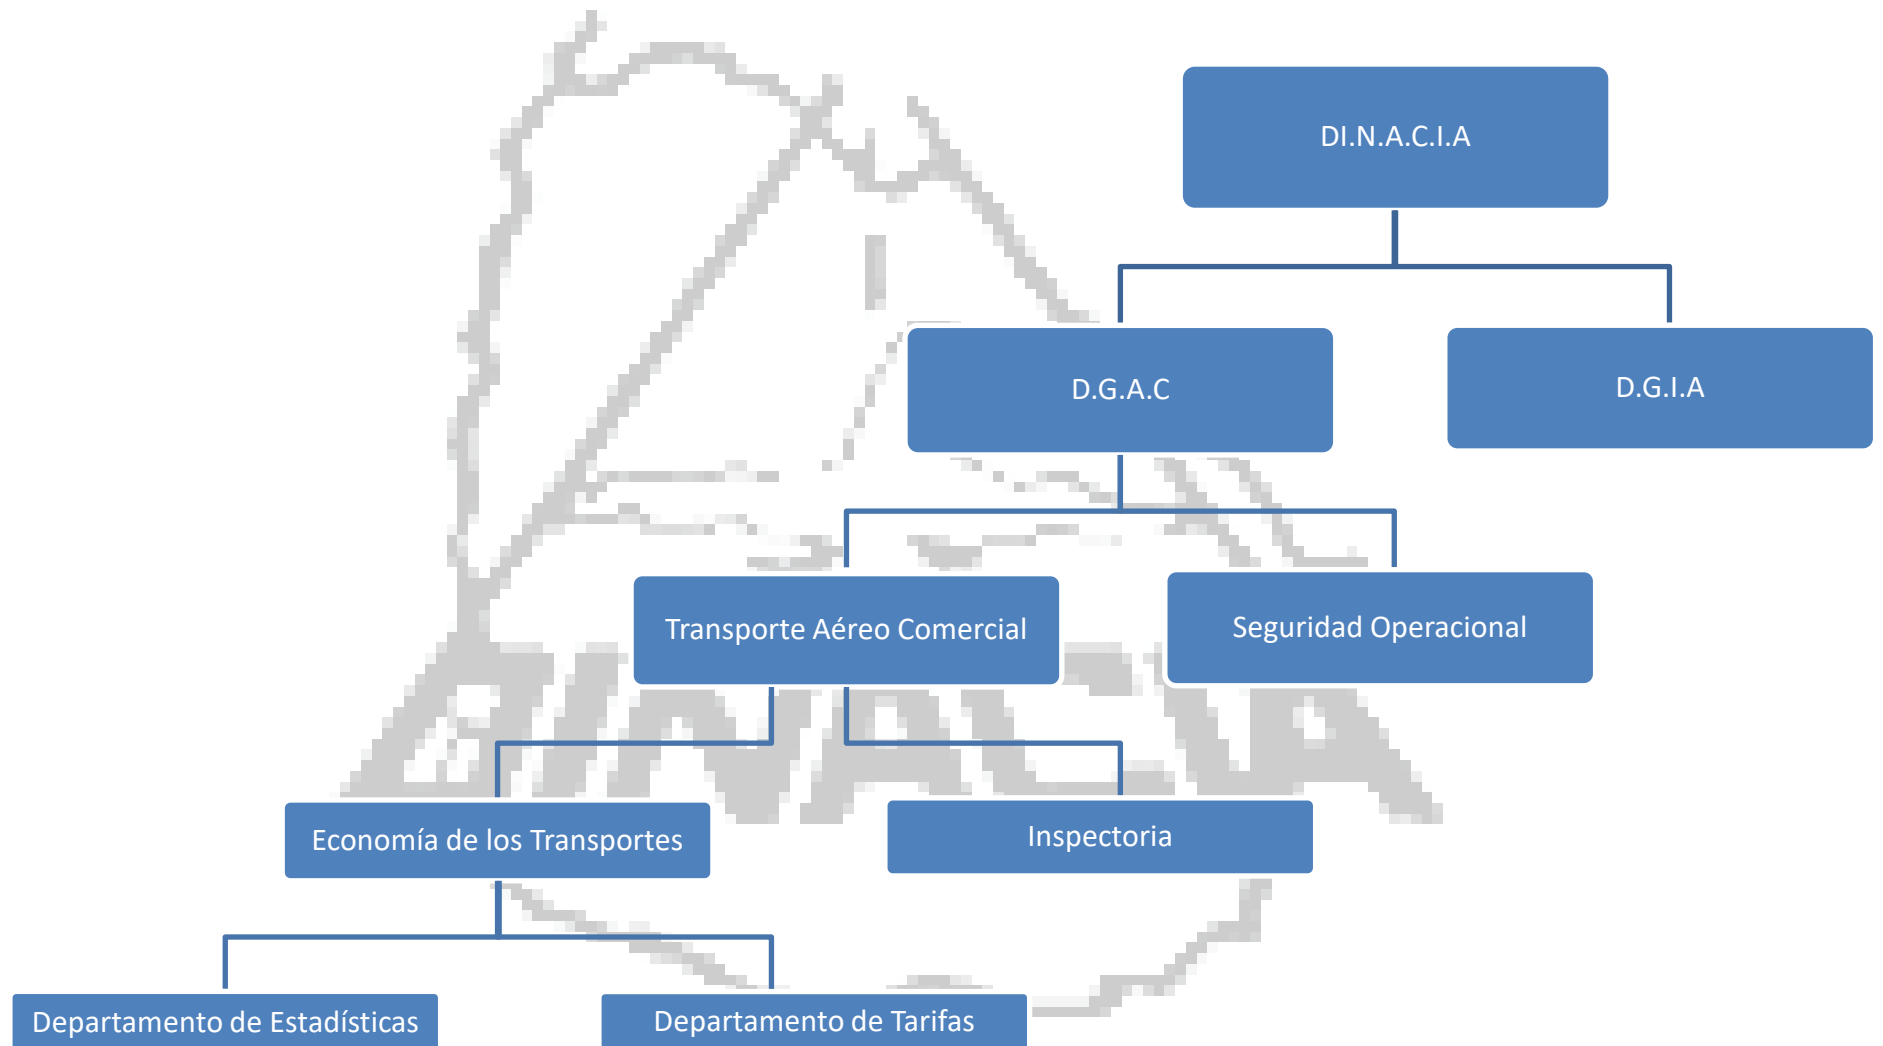 DI.N.A.C.I.A
D.G.A.C
D.G.I.A
Transporte Aéreo Comercial
Seguridad Operacional
Economía de los Transportes
Inspectoria
Departamento de Estadísticas
Departamento de Tarifas